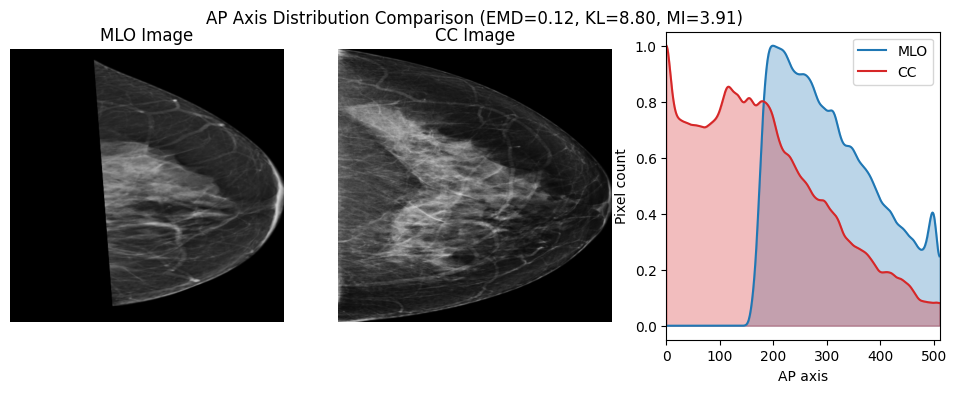 AP Axis Distribution Comparison (EMD=0.12, KL=8.80, MI=3.91)
MLO Image
CC Image
MLO
CC
Pixel count
1.0
0.8
0.6
0.4
0.2
0.0
0 100 200 300 400 500
AP axis